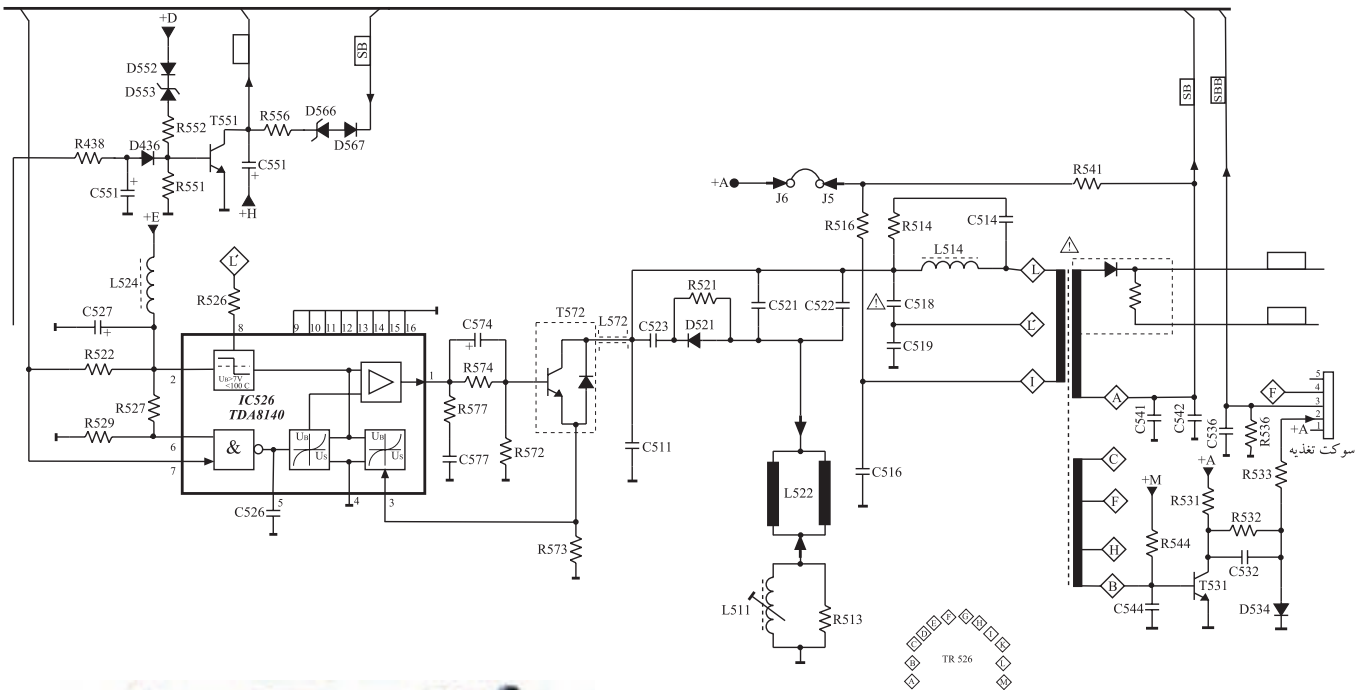 +D
D552
D553
R552
T551
R556
D566
D567
SB
R438
D436
C551
+
R551
C551
+
+H
+E
L524
C527
+
L'
R526
8
9 10 11 12 13 14 15 16
R522
2
UB>7V
<100 C
IC526
TDA8140
1
R527
R529
6
7
&
UB
US
UB
US
5
4
3
C526
C574
+
R574
R577
C577
R572
T572
L572
R573
C523
R521
D521
C521
C522
C511
L522
L511
R513
+A
J6
J5
R541
R516
C516
R514
C514
L514
!
C518
C519
L
L'
I
!
SB
SBB
A
C541
C542
C536
R536
F
5
4
3
2
1
+A
سوکت تغذیه
R533
C
F
H
B
+M
R544
C544
+A
R531
R532
C532
T531
D534
A B C D E F G H I K L M
TR 526